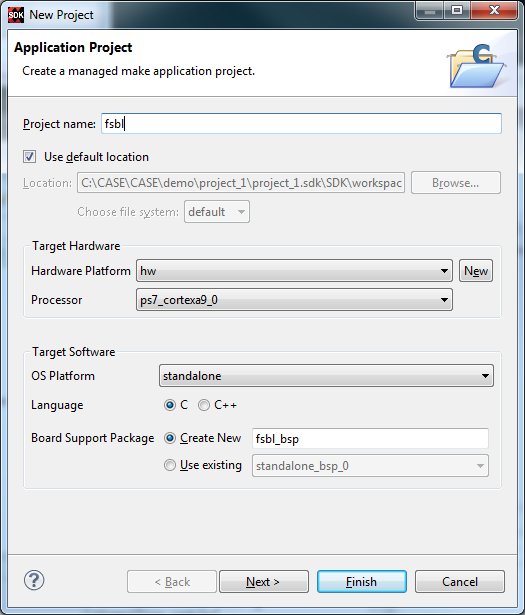 SDK New Project
Application Project
Create a managed make application project.
C
Project name: fsbl
Use default location
Location: C:\CASE\CASE\demo\project_1\project_1.sdk\SDK\workspac Browse...
Choose file system: default
Target Hardware
Hardware Platform hw New
Processor ps7_cortexa9_0
Target Software
OS Platform standalone
Language C C++
Board Support Package Create New fsbl_bsp
Use existing standalone_bsp_0
? < Back Next > Finish Cancel